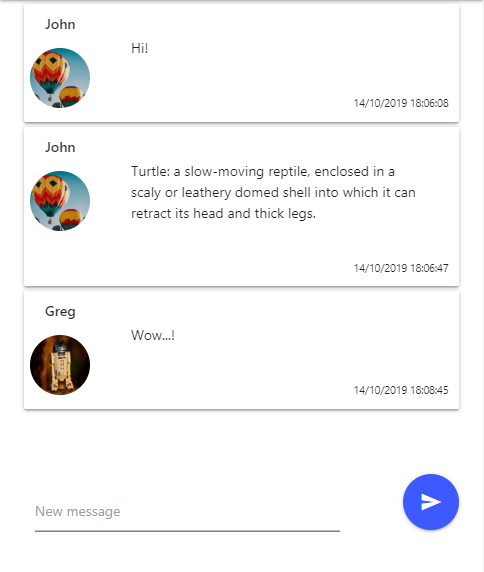 John
Hi!
14/10/2019 18:06:08
John
Turtle: a slow-moving reptile, enclosed in a
scaly or leathery domed shell into which it can
retract its head and thick legs.
14/10/2019 18:06:47
Greg
Wow...!
14/10/2019 18:08:45
New message